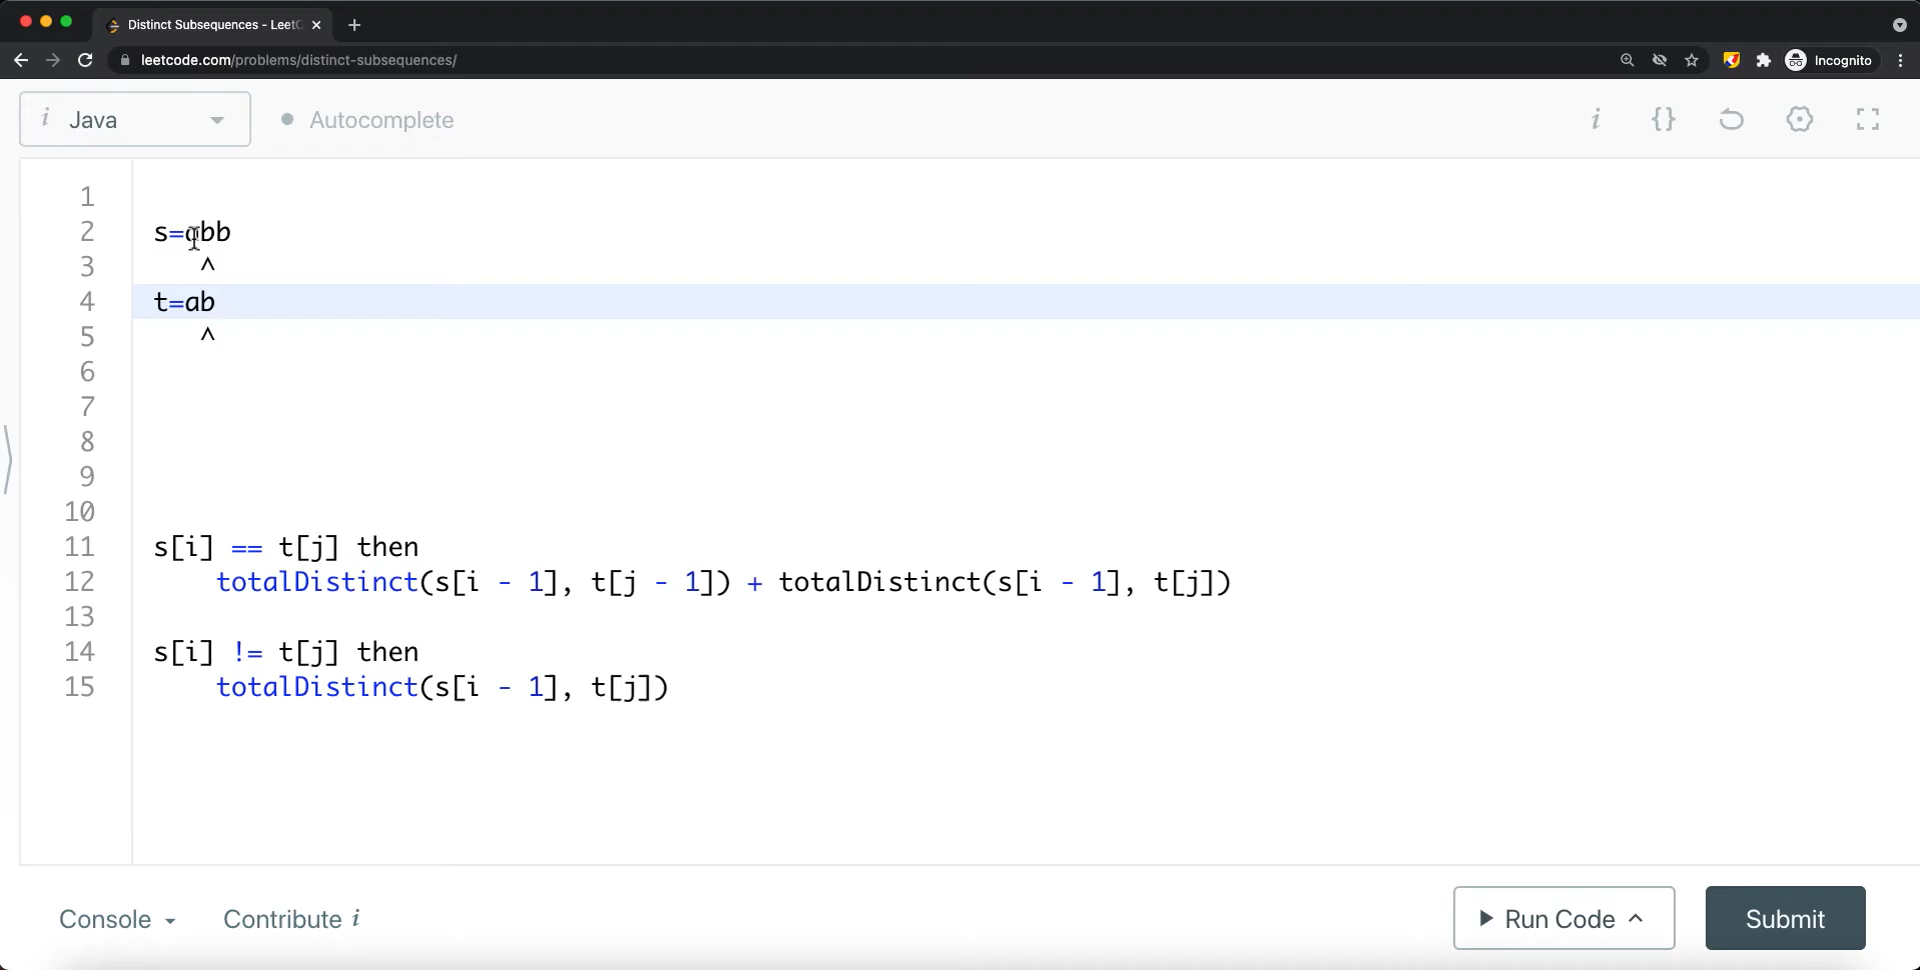 Distinct Subsequences - LeetC
leetcode.com/problems/distinct-subsequences/
Incognito
i Java
Autocomplete
i {}
1
2 s=abb
3 ^
4 t=ab
5 ^
6
7
8
9
10
11 s[i] == t[j] then
12 totalDistinct(s[i - 1], t[j - 1]) + totalDistinct(s[i - 1], t[j])
13
14 s[i] != t[j] then
15 totalDistinct(s[i - 1], t[j])
Console
Contribute i
Run Code
Submit